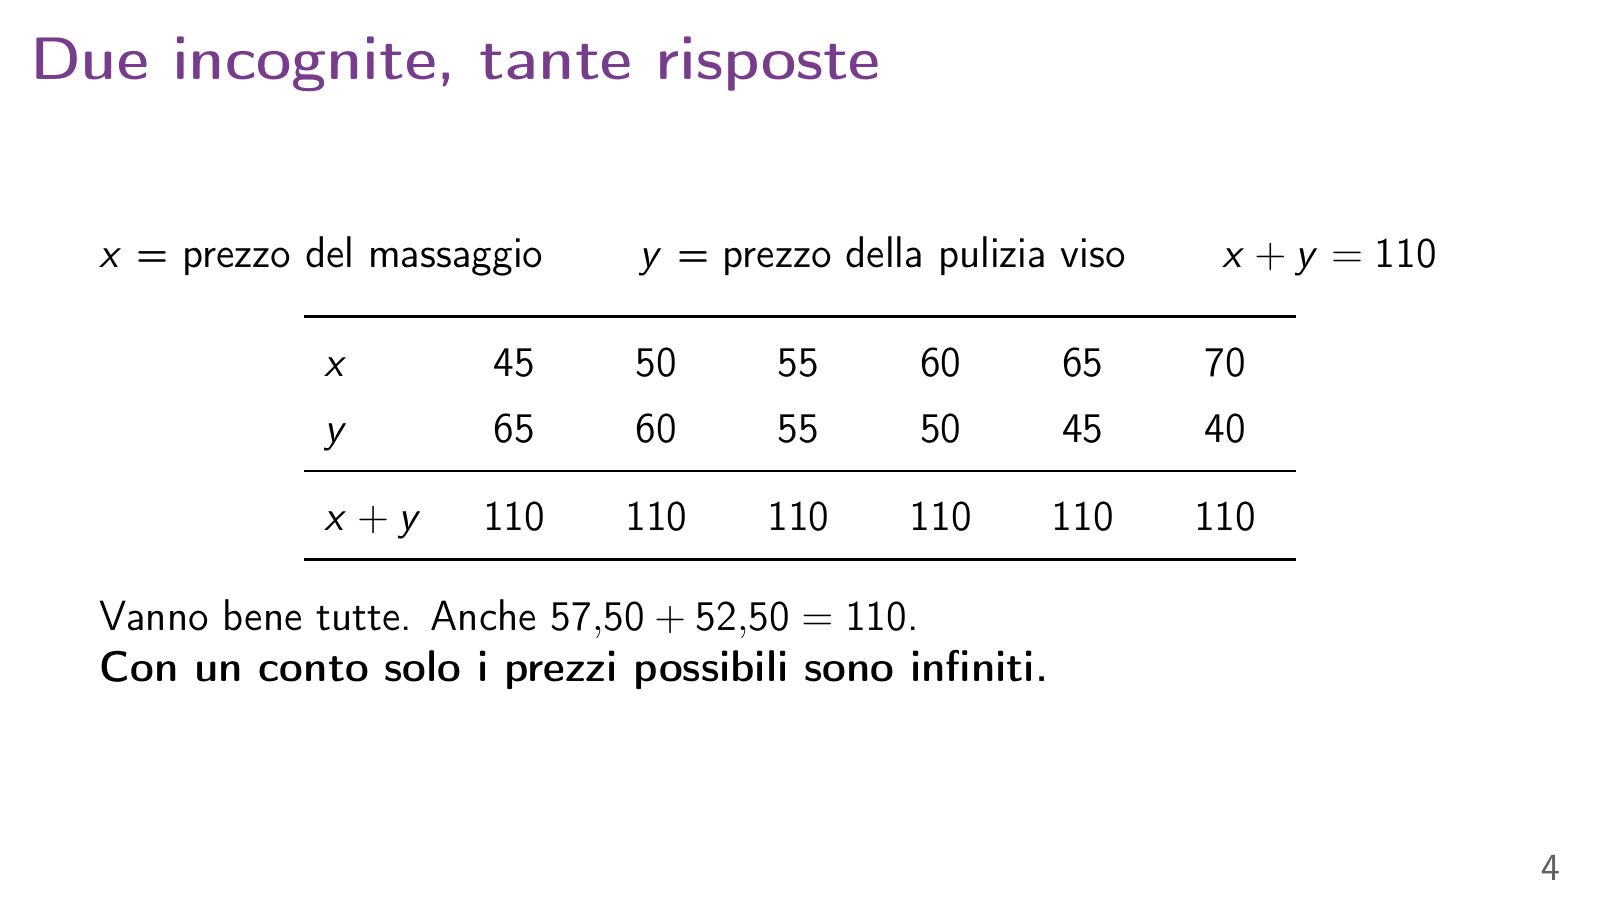 Due incognite, tante risposte
x = prezzo del massaggio y = prezzo della pulizia viso x + y = 110
x 45 50 55 60 65 70
y 65 60 55 50 45 40
x + y 110 110 110 110 110 110
Vanno bene tutte. Anche 57,50 + 52,50 = 110.
Con un conto solo i prezzi possibili sono infiniti.
4